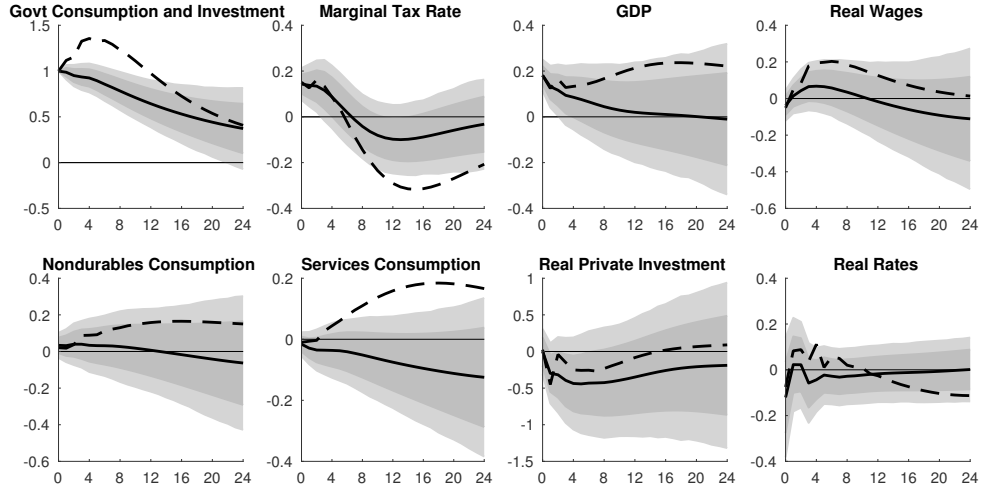 Govt Consumption and Investment
1.5
1
0.5
0
-0.5
0 4 8 12 16 20 24
Marginal Tax Rate
0.4
0.2
0
-0.2
-0.4
0 4 8 12 16 20 24
GDP
0.4
0.2
0
-0.2
-0.4
0 4 8 12 16 20 24
Real Wages
0.4
0.2
0
-0.2
-0.4
-0.6
0 4 8 12 16 20 24
Nondurables Consumption
0.4
0.2
0
-0.2
-0.4
-0.6
0 4 8 12 16 20 24
Services Consumption
0.2
0
-0.2
-0.4
0 4 8 12 16 20 24
Real Private Investment
1
0.5
0
-0.5
-1
-1.5
0 4 8 12 16 20 24
Real Rates
0.4
0.2
0
-0.2
-0.4
0 4 8 12 16 20 24